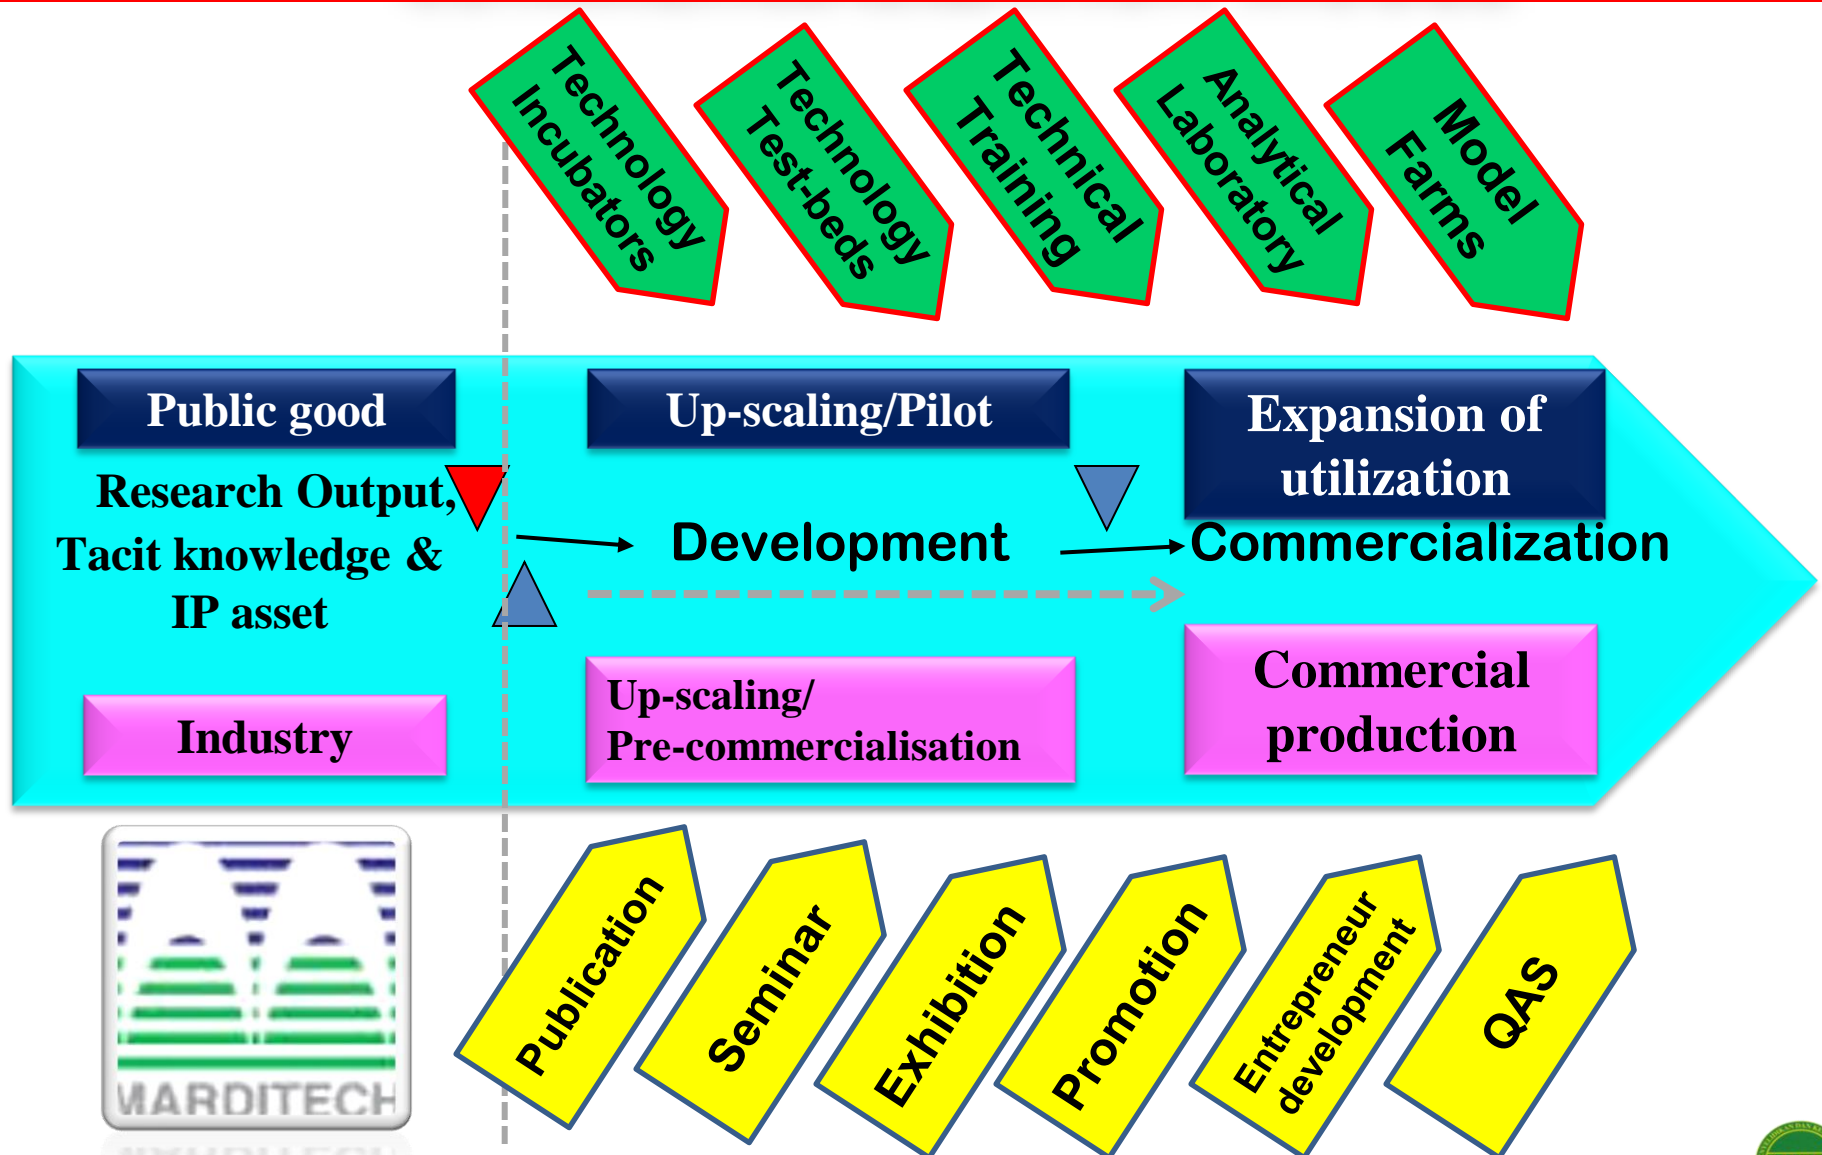 Technology
Incubators
Technology
Test-beds
Technical
Training
Analytical
Laboratory
Model
Farms
Public good
Up-scaling/Pilot
Expansion of
utilization
Research Output,
Tacit knowledge &
IP asset
Development
Commercialization
Industry
Up-scaling/
Pre-commercialisation
Commercial
production
MARDITECH
Publication
Seminar
Exhibition
Promotion
Entrepreneur
development
QAS